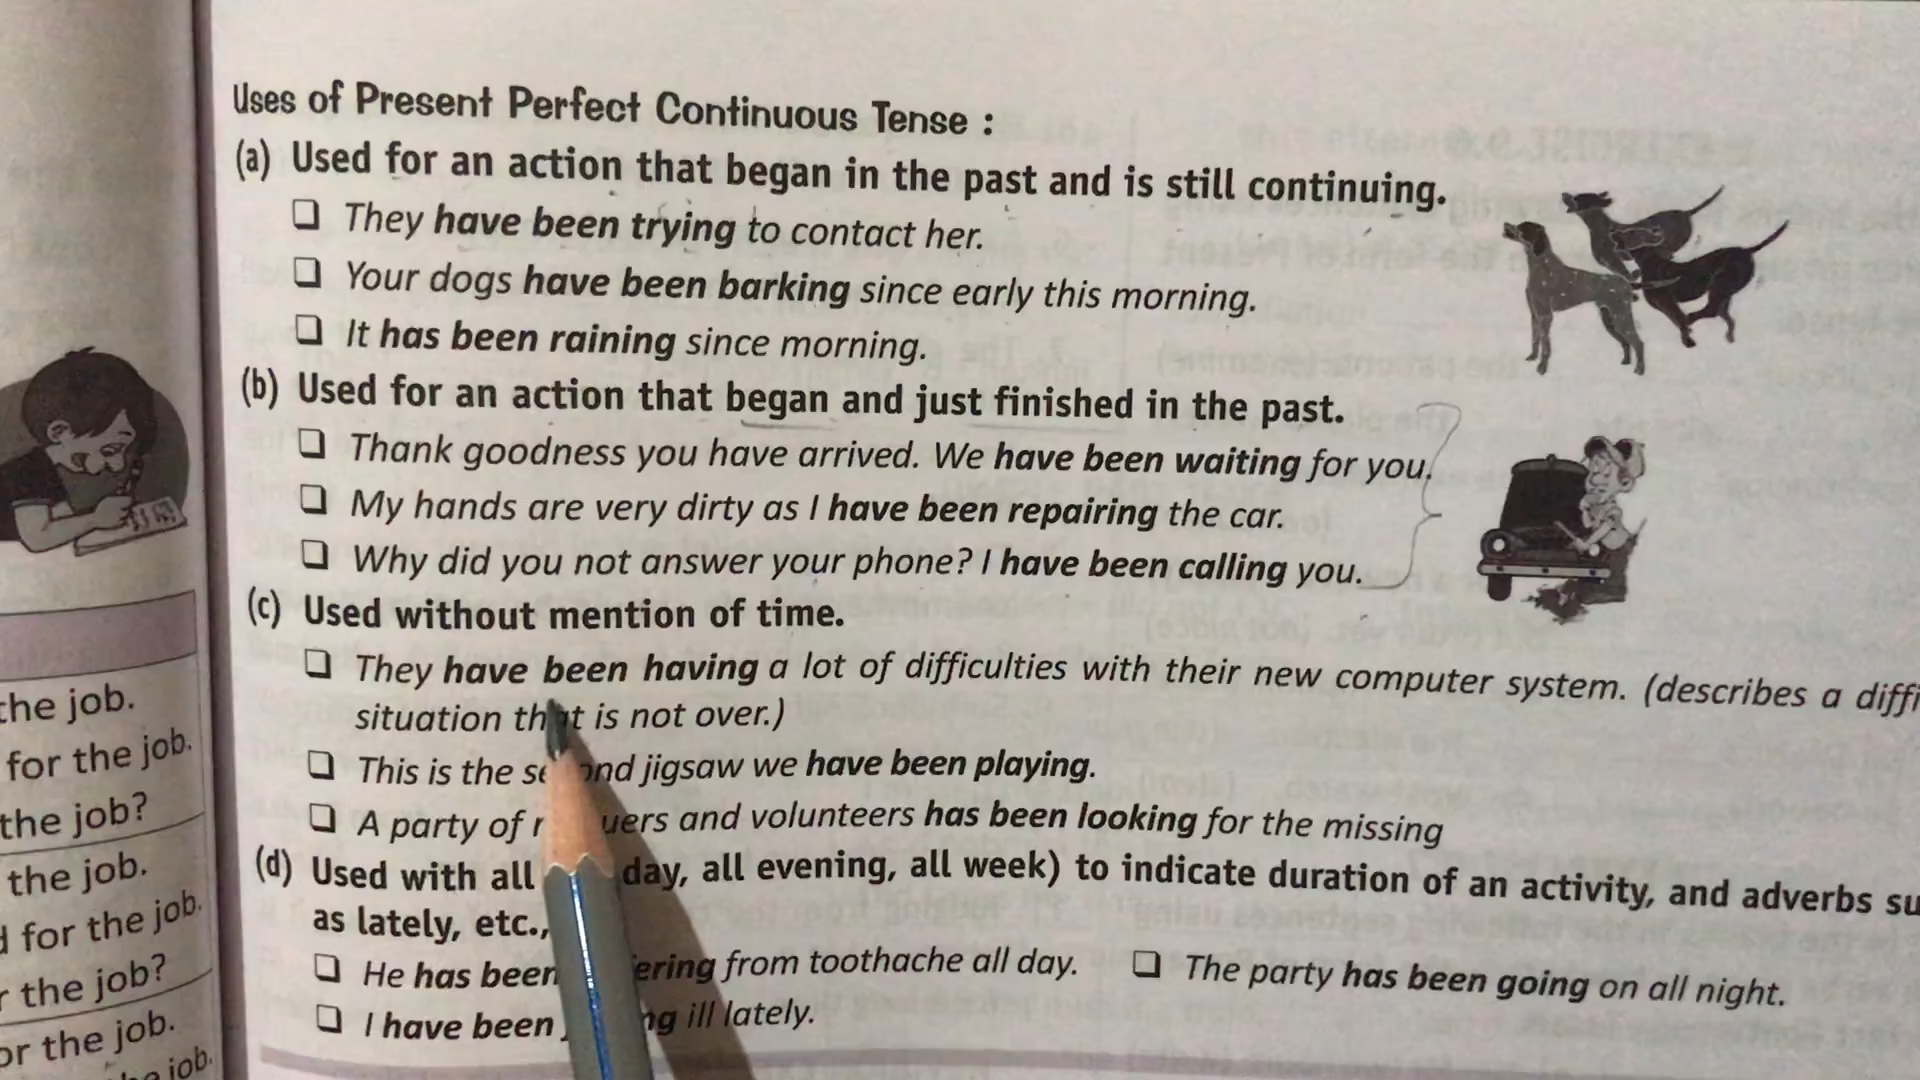 Uses of Present Perfect Continuous Tense :
(a) Used for an action that began in the past and is still continuing.
❑ They have been trying to contact her.
❑ Your dogs have been barking since early this morning.
❑ It has been raining since morning.
(b) Used for an action that began and just finished in the past.
❑ Thank goodness you have arrived. We have been waiting for you.
❑ My hands are very dirty as I have been repairing the car.
❑ Why did you not answer your phone? I have been calling you.
(c) Used without mention of time.
❑ They have been having a lot of difficulties with their new computer system. (describes a
situation that is not over.)
❑ This is the second jigsaw we have been playing.
❑ A party of and volunteers has been looking for the missing
(d) Used with all day, all evening, all week) to indicate duration of an activity, and adverbs
as lately, etc.,
❑ He has been from toothache all day. ❑ The party has been going on all night.
❑ I have been ill lately.
the job.
for the job.
the job?
the job.
for the job.
the job?
for the job.
job.